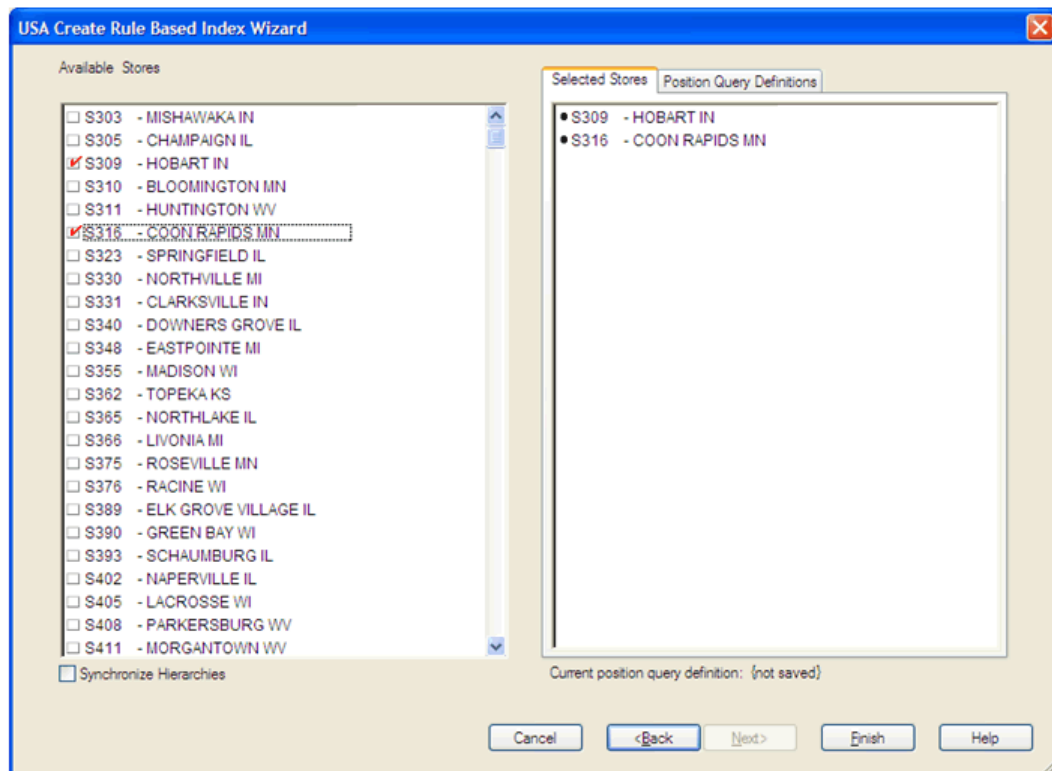 USA Create Rule Based Index Wizard
Available Stores
S303 - MISHAWAKA IN
S305 - CHAMPAIGN IL
S309 - HOBART IN
S310 - BLOOMINGTON MN
S311 - HUNTINGTON WV
S316 - COON RAPIDS MN
S323 - SPRINGFIELD IL
S330 - NORTHVILLE MI
S331 - CLARKSVILLE IN
S340 - DOWNERS GROVE IL
S348 - EASTPOINTE MI
S355 - MADISON WI
S362 - TOPEKA KS
S365 - NORTHLAKE IL
S366 - LIVONIA MI
S375 - ROSEVILLE MN
S376 - RACINE WI
S389 - ELK GROVE VILLAGE IL
S390 - GREEN BAY WI
S393 - SCHAUMBURG IL
S402 - NAPERVILLE IL
S405 - LACROSSE WI
S408 - PARKERSBURG WV
S411 - MORGANTOWN WV
Synchronize Hierarchies
Selected Stores
Position Query Definitions
S309 - HOBART IN
S316 - COON RAPIDS MN
Current position query definition: {not saved}
Cancel
<Back
Next>
Finish
Help